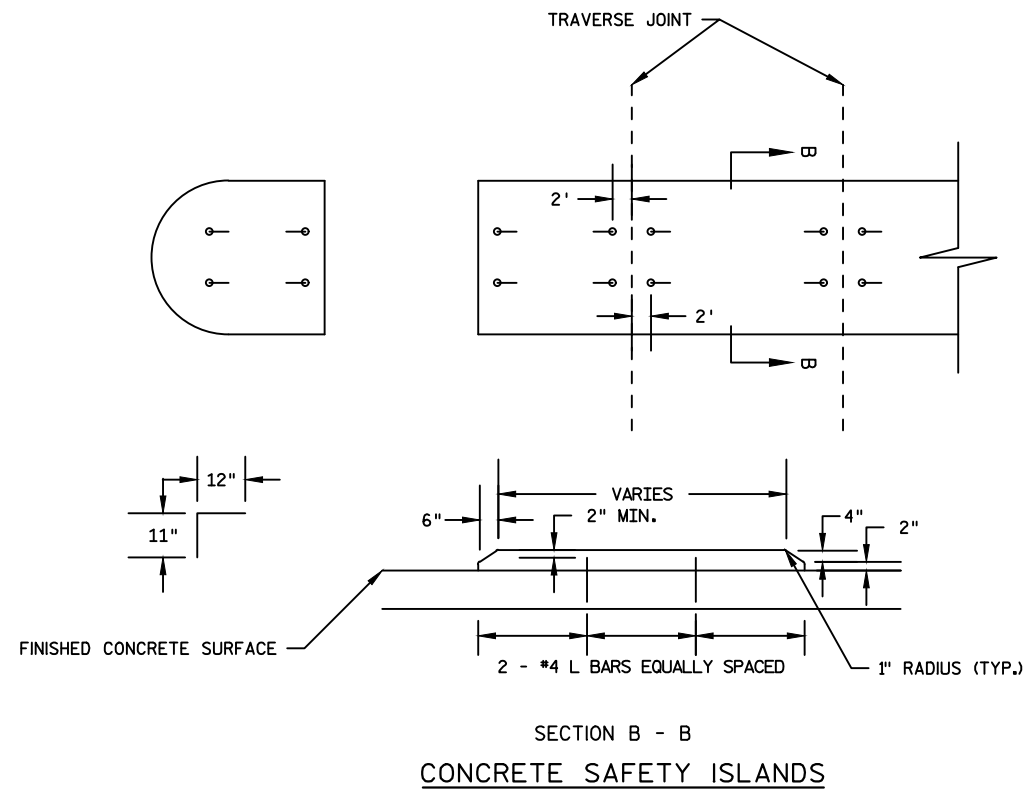 TRAVERSE JOINT
B
2'
2'
B
12"
11"
VARIES
6"
2" MIN.
4"
2"
FINISHED CONCRETE SURFACE
2 - #4 L BARS EQUALLY SPACED
1" RADIUS (TYP.)
SECTION B - B
CONCRETE SAFETY ISLANDS